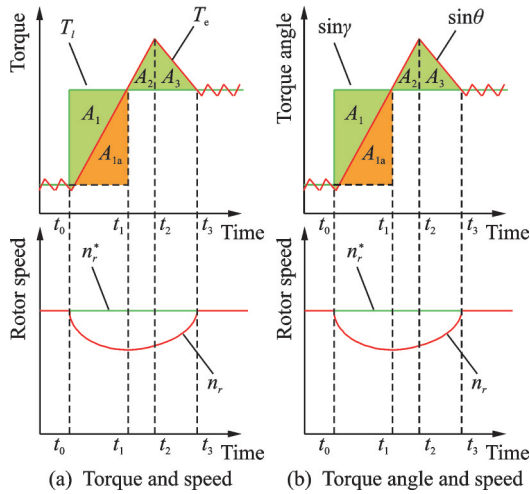 Torque
T_l
T_e
A_1
A_1a
A_2
A_3
t_0
t_1
t_2
t_3
Time
Rotor speed
n_r^*
n_r
t_0
t_1
t_2
t_3
Time
(a) Torque and speed
Torque angle
sinγ
sinθ
A_1
A_1a
A_2
A_3
t_0
t_1
t_2
t_3
Time
Rotor speed
n_r^*
n_r
t_0
t_1
t_2
t_3
Time
(b) Torque angle and speed